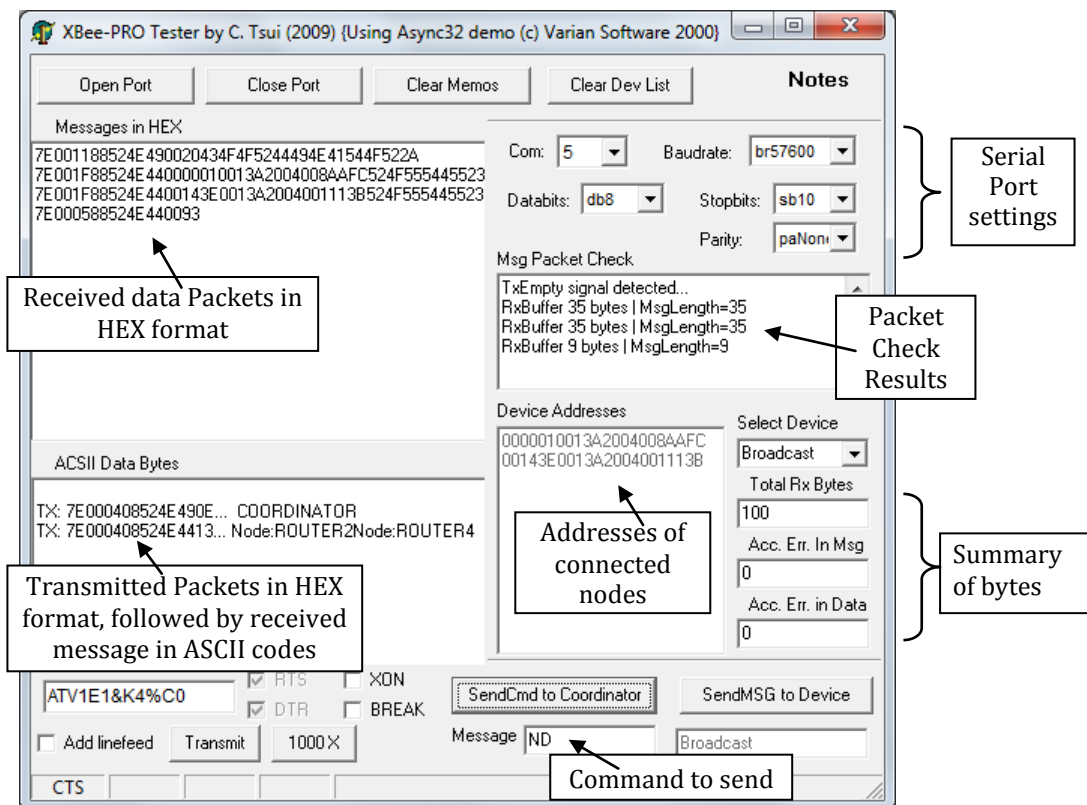 XBee-PRO Tester by C. Tsui (2009) {Using Async32 demo (c) Varian Software 2000}
Open Port
Close Port
Clear Memos
Clear Dev List
Notes
Messages in HEX
7E001188524E490020434F4F5244494E41544F522A
7E001F88524E440000010013A2004008AAFC524F555445523
7E001F88524E4400143E0013A2004001113B524F555445523
7E000588524E440093
Received data Packets in
HEX format
Com:
5
Baudrate:
br57600
Databits:
db8
Stopbits:
sb10
Parity:
paNon
Serial
Port
settings
Msg Packet Check
TxEmpty signal detected...
RxBuffer 35 bytes | MsgLength=35
RxBuffer 35 bytes | MsgLength=35
RxBuffer 9 bytes | MsgLength=9
Packet
Check
Results
Device Addresses
0000010013A2004008AAFC
00143E0013A2004001113B
Addresses of
connected
nodes
Select Device
Broadcast
Total Rx Bytes
100
Acc. Err. In Msg
0
Acc. Err. in Data
0
Summary
of bytes
ACSII Data Bytes
TX: 7E000408524E490E... COORDINATOR
TX: 7E000408524E4413... Node:ROUTER2Node:ROUTER4
Transmitted Packets in HEX
format, followed by received
message in ASCII codes
ATV1E1&K4%C0
RTS
XON
DTR
BREAK
SendCmd to Coordinator
SendMSG to Device
Add linefeed
Transmit
1000 X
Message
ND
Broadcast
Command to send
CTS